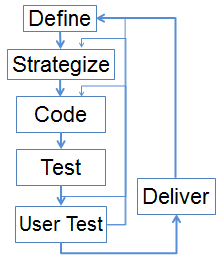 Define
Strategize
Code
Test
User Test
Deliver